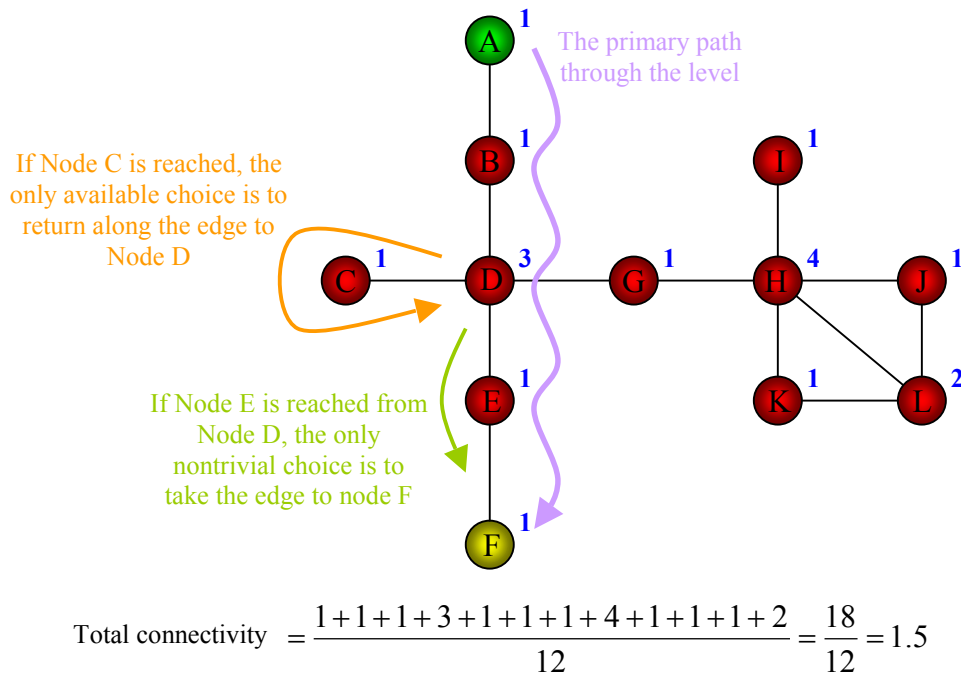 1
A
The primary path
through the level
1
B
1
I
If Node C is reached, the
only available choice is to
return along the edge to
Node D
1
C
3
D
1
G
4
H
1
J
1
E
1
K
2
L
If Node E is reached from
Node D, the only
nontrivial choice is to
take the edge to node F
1
F
Total connectivity = \frac{1+1+1+3+1+1+1+4+1+1+1+2}{12} = \frac{18}{12} = 1.5